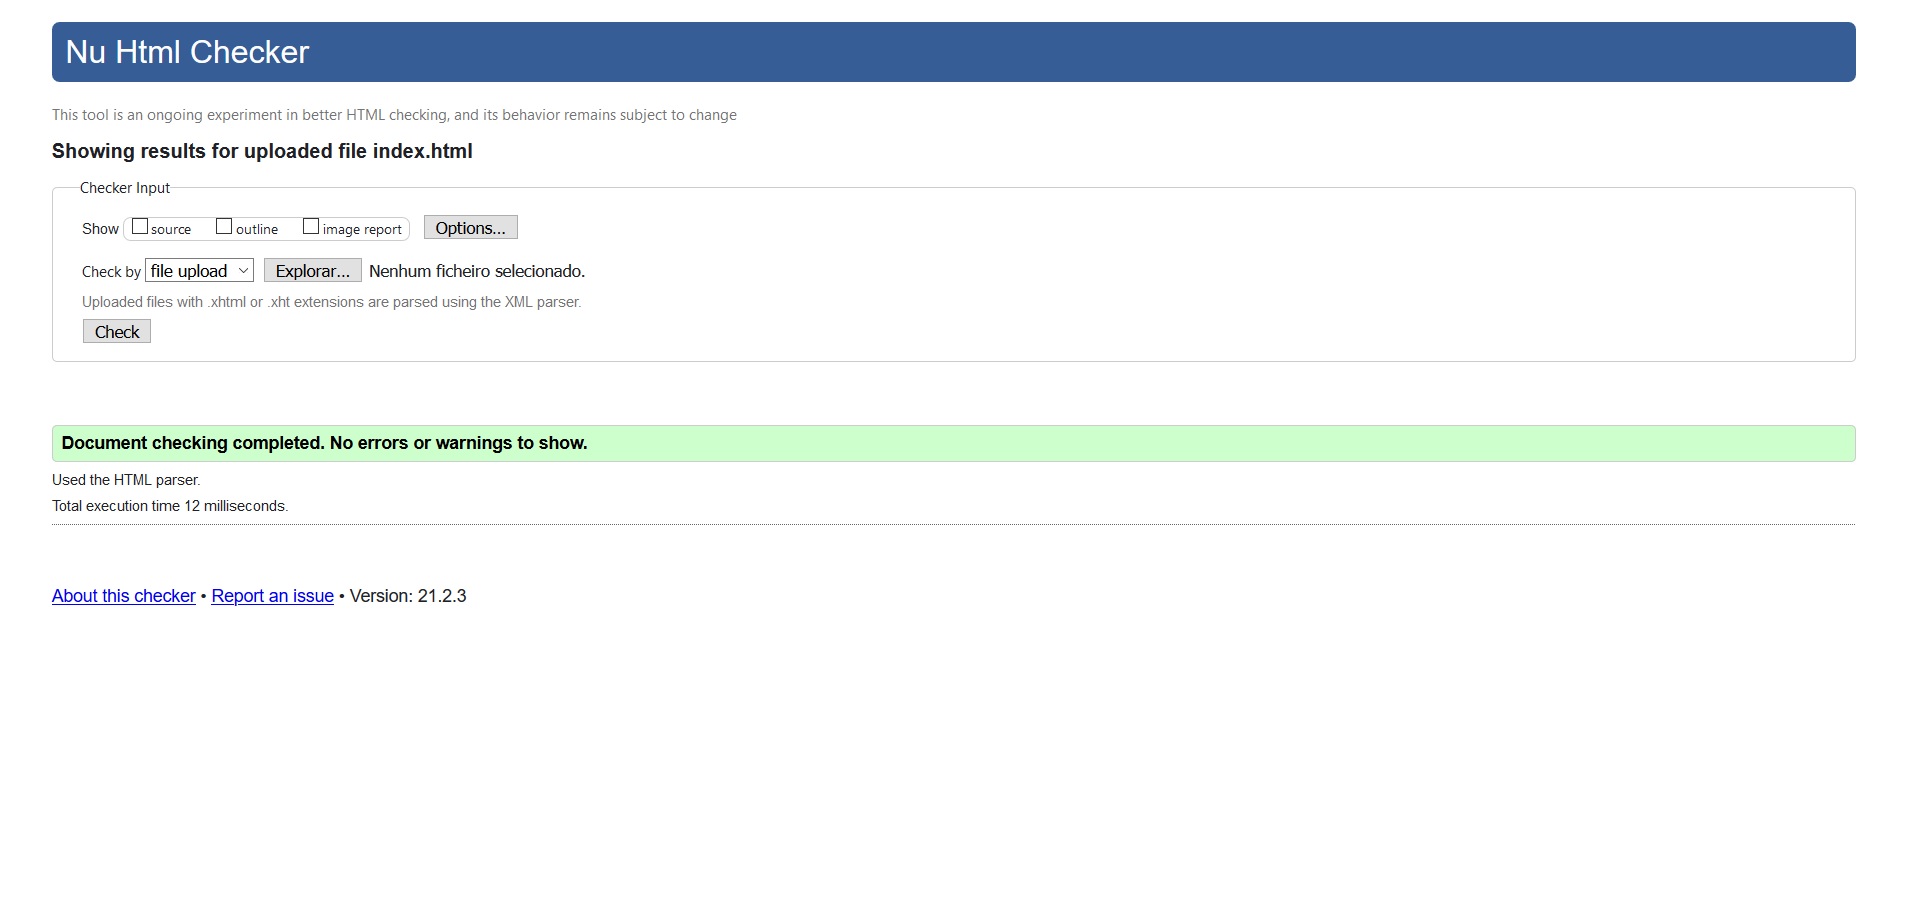 Nu Html Checker
This tool is an ongoing experiment in better HTML checking, and its behavior remains subject to change
Showing results for uploaded file index.html
Checker Input
Show source outline image report Options...
Check by file upload Explorar... Nenhum ficheiro selecionado.
Uploaded files with .xhtml or .xht extensions are parsed using the XML parser.
Check
Document checking completed. No errors or warnings to show.
Used the HTML parser.
Total execution time 12 milliseconds.
About this checker • Report an issue • Version: 21.2.3